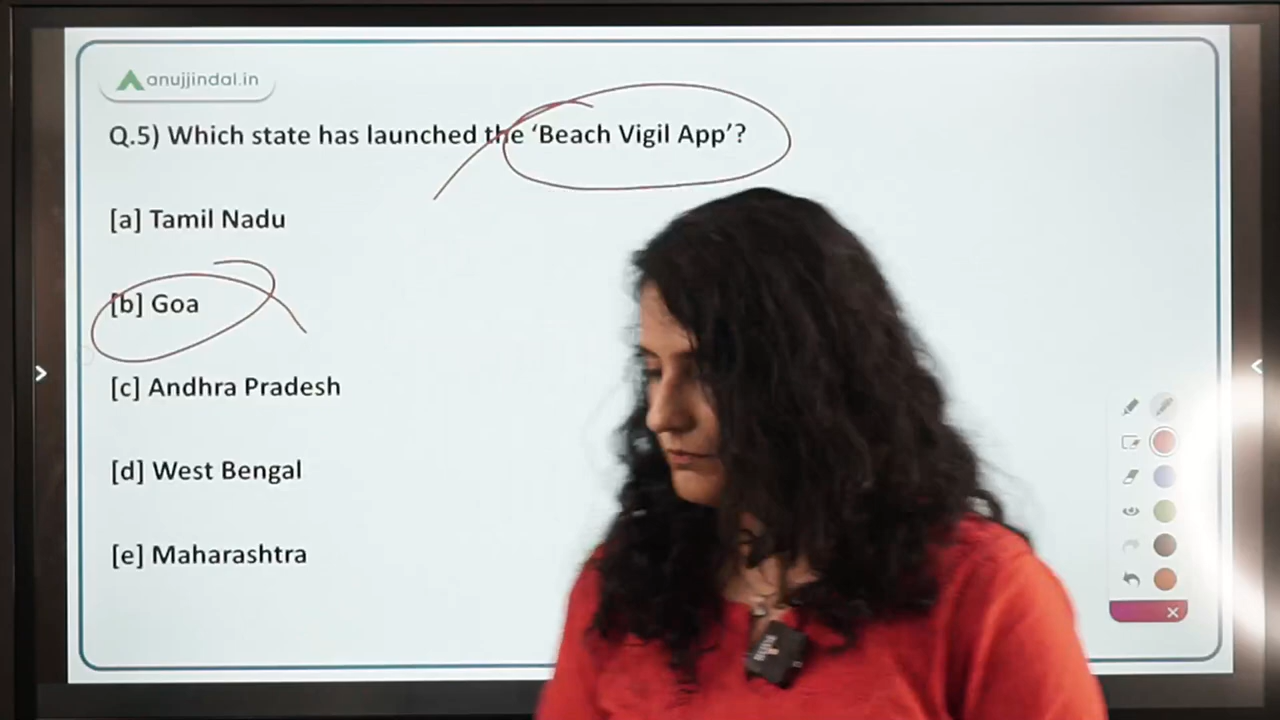 anujjindal.in
Q.5) Which state has launched the ‘Beach Vigil App’?
[a] Tamil Nadu
[b] Goa
[c] Andhra Pradesh
[d] West Bengal
[e] Maharashtra